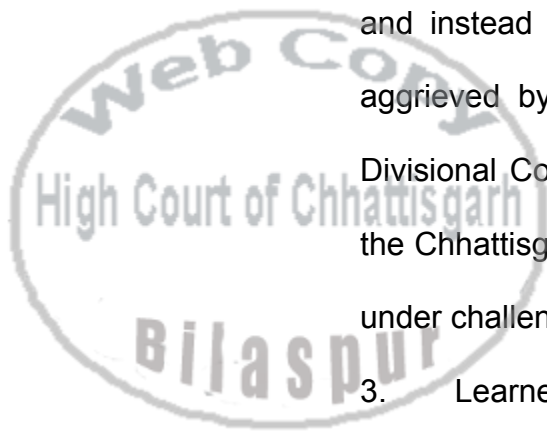 Web Copy
High Court of Chhattisgarh
Bilaspur
and instead
aggrieved by
Divisional Co
the Chhattisg
under challen
3. Learne